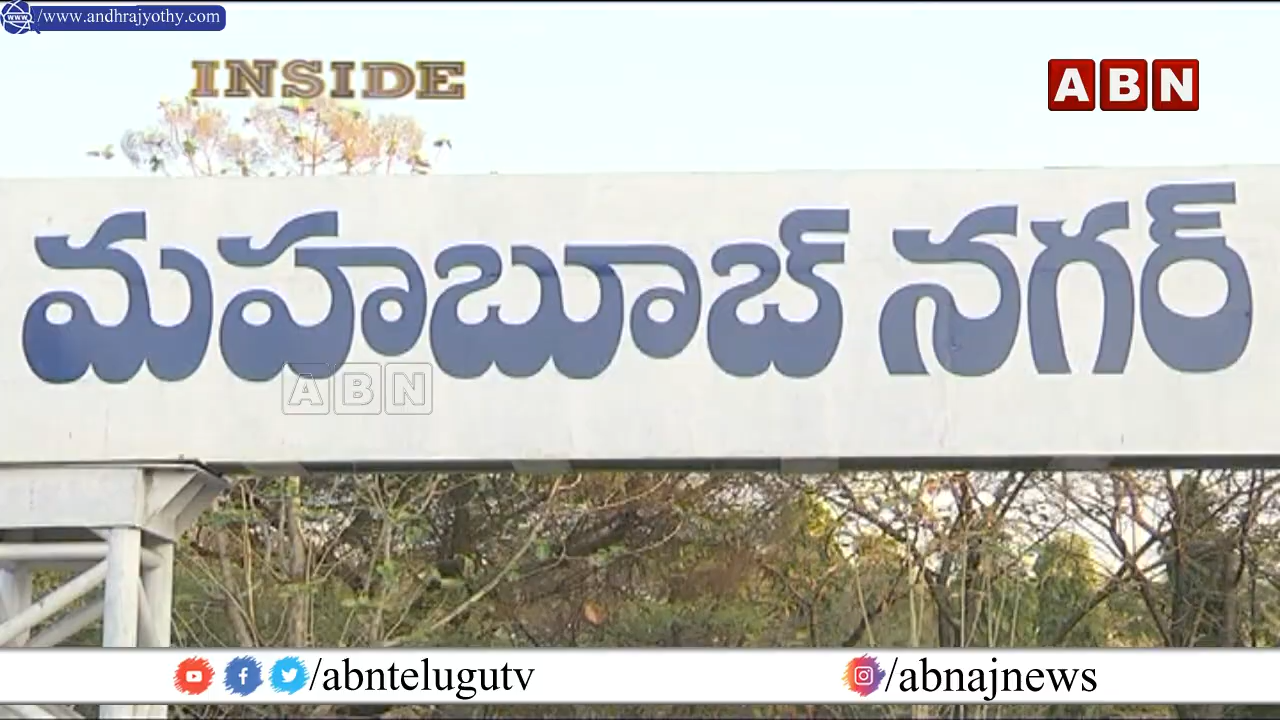 /www.andhrajyothy.com
INSIDE
ABN
మహబూబ్ నగర్
ABN
/abntelugutv
/abnajnews